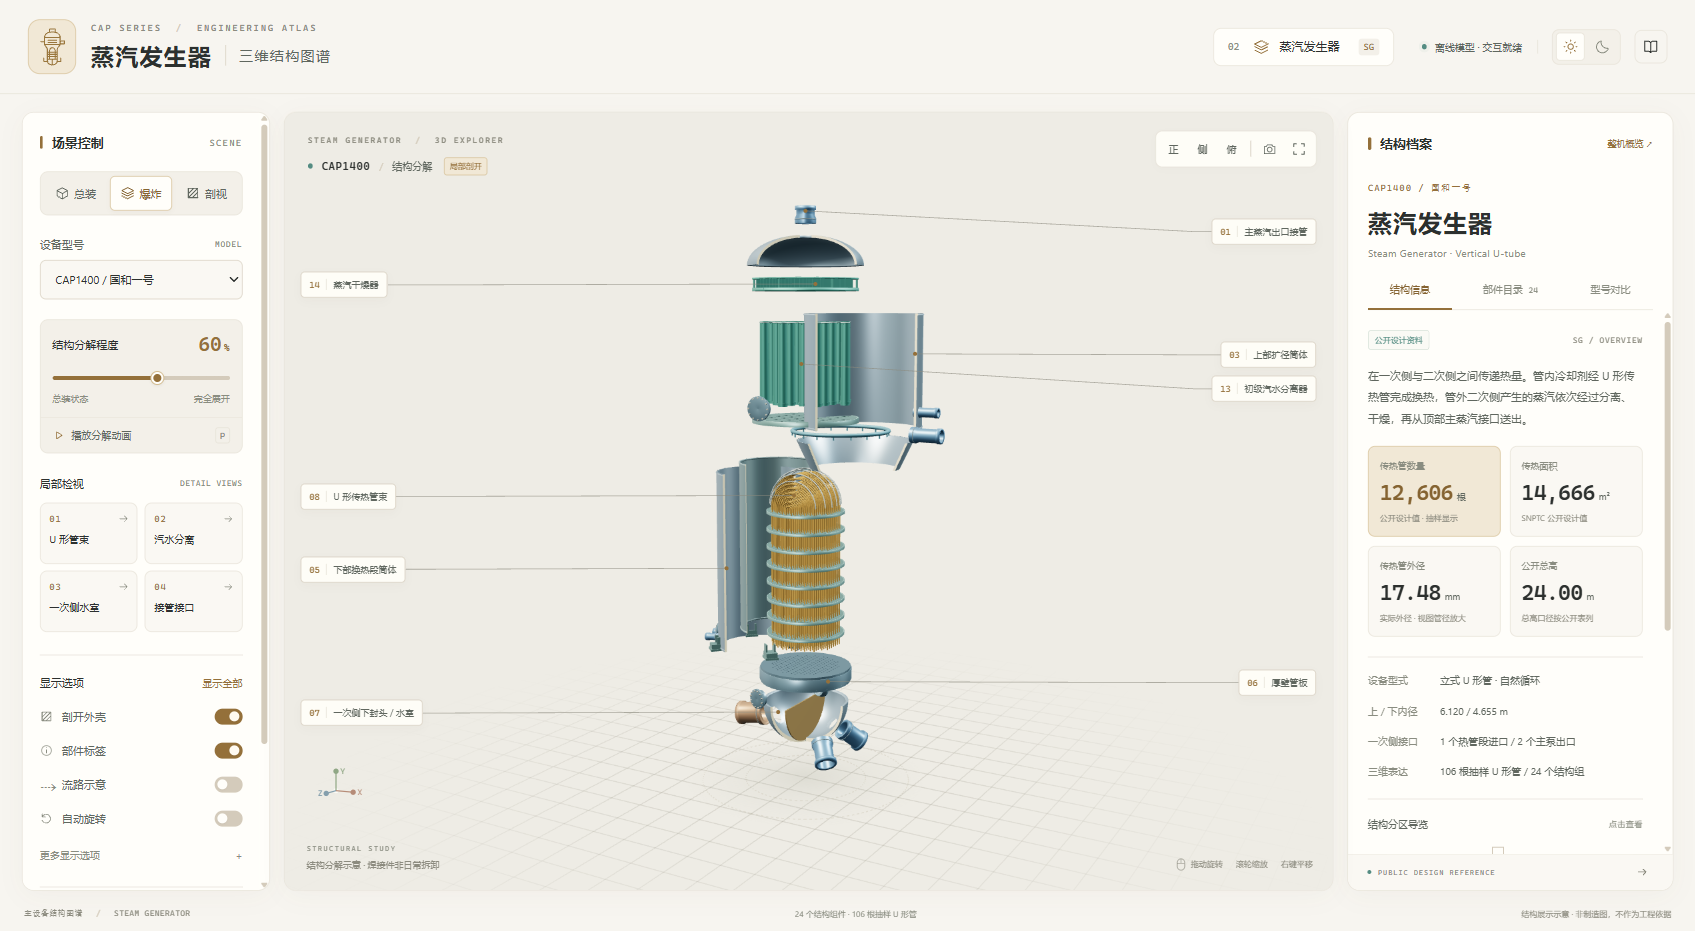 CAP SERIES / ENGINEERING ATLAS
蒸汽发生器 三维结构图谱
02 蒸汽发生器 SG
离线模型 · 交互就绪
场景控制 SCENE
总装 爆炸 剖视
设备型号 MODEL
CAP1400 / 国和一号
结构分解程度 60%
总装状态 完全展开
播放分解动画 P
局部检视 DETAIL VIEWS
01 →
U 形管束
02 →
汽水分离
03 →
一次侧水室
04 →
接管接口
显示选项 显示全部
剖开外壳
部件标签
流路示意
自动旋转
更多显示选项 +
STEAM GENERATOR / 3D EXPLORER
CAP1400 / 结构分解 局部剖开
正 侧 俯
01 主蒸汽出口接管
14 蒸汽干燥器
03 上部扩径筒体
13 初级汽水分离器
08 U 形传热管束
05 下部换热段筒体
06 厚壁管板
07 一次侧下封头 / 水室
Y
Z X
STRUCTURAL STUDY
结构分解示意 · 焊接件非日常拆卸
拖动旋转 滚轮缩放 右键平移
结构档案 整机概览 ↗
CAP1400 / 国和一号
蒸汽发生器
Steam Generator · Vertical U-tube
结构信息 部件目录 24 型号对比
公开设计资料 SG / OVERVIEW
在一次侧与二次侧之间传递热量。管内冷却剂经 U 形传
热管完成换热，管外二次侧产生的蒸汽依次经过分离、
干燥，再从顶部主蒸汽接口送出。
传热管数量
12,606 根
公开设计值 · 抽样显示
传热面积
14,666 m²
SNPTC 公开设计值
传热管外径
17.48 mm
实际外径 · 视图管径放大
公开总高
24.00 m
总高口径按公开表列
设备型式 立式 U 形管 · 自然循环
上 / 下内径 6.120 / 4.655 m
一次侧接口 1 个热管段进口 / 2 个主泵出口
三维表达 106 根抽样 U 形管 / 24 个结构组
结构分区导览 点击查看
PUBLIC DESIGN REFERENCE →
主设备结构图谱 / STEAM GENERATOR
24 个结构组件 · 106 根抽样 U 形管
结构展示示意 · 非制造图，不作为工程依据